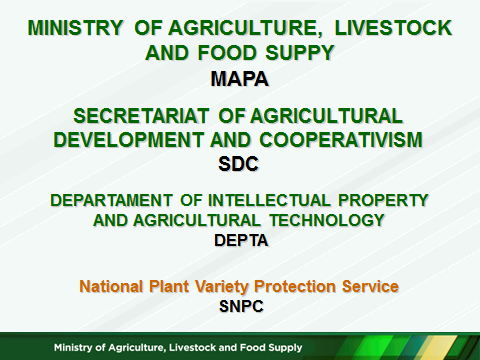 MINISTRY OF AGRICULTURE, LIVESTOCK
AND FOOD SUPPY
MAPA
SECRETARIAT OF AGRICULTURAL
DEVELOPMENT AND COOPERATIVISM
SDC
DEPARTAMENT OF INTELLECTUAL PROPERTY
AND AGRICULTURAL TECHNOLOGY
DEPTA
National Plant Variety Protection Service
SNPC
Ministry of Agriculture, Livestock and Food Supply